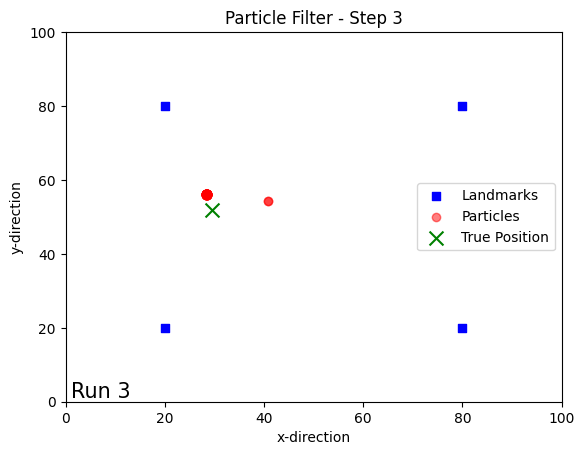 Particle Filter - Step 3
y-direction
100
80
60
40
20
0
Landmarks
Particles
True Position
Run 3
0 20 40 60 80 100
x-direction